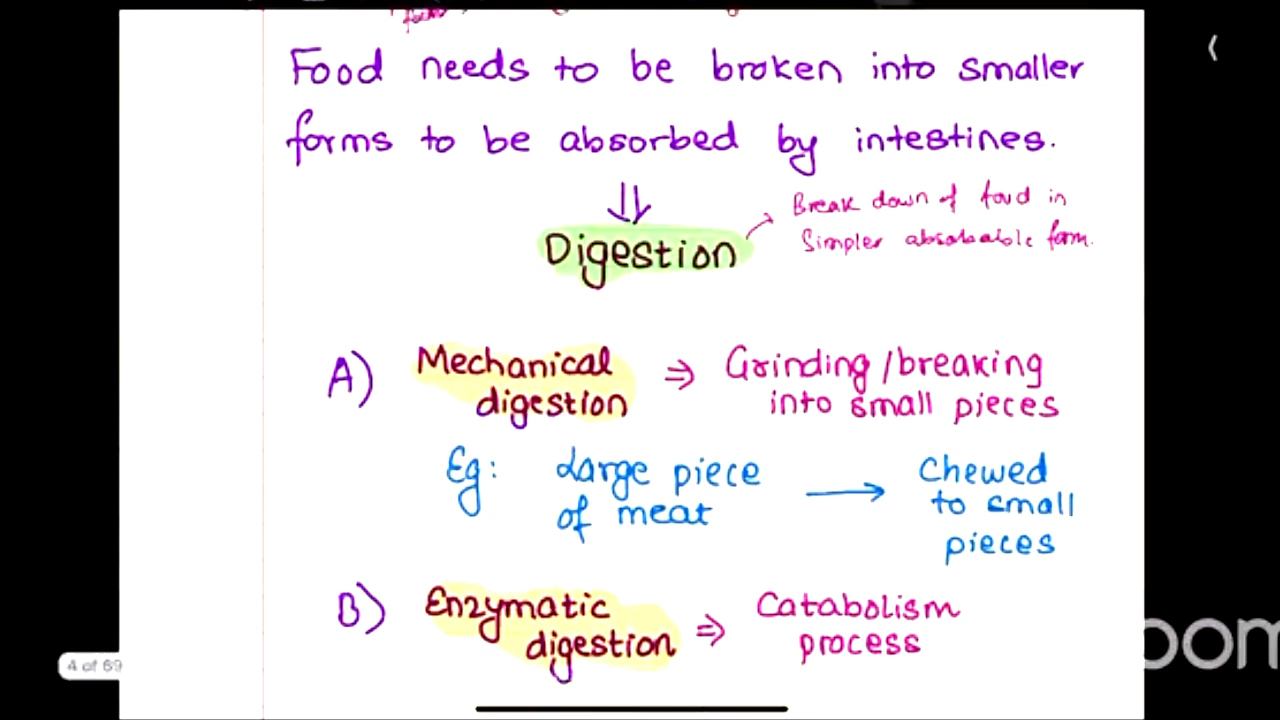 Food needs to be broken into smaller
forms to be absorbed by intestines.
⇓
Digestion
Break down of food in
Simpler absorbable form.
A) Mechanical digestion ⇒ Grinding/breaking into small pieces
Eg: Large piece of meat → Chewed to small pieces
B) Enzymatic digestion ⇒ Catabolism process
4 of 69
oom